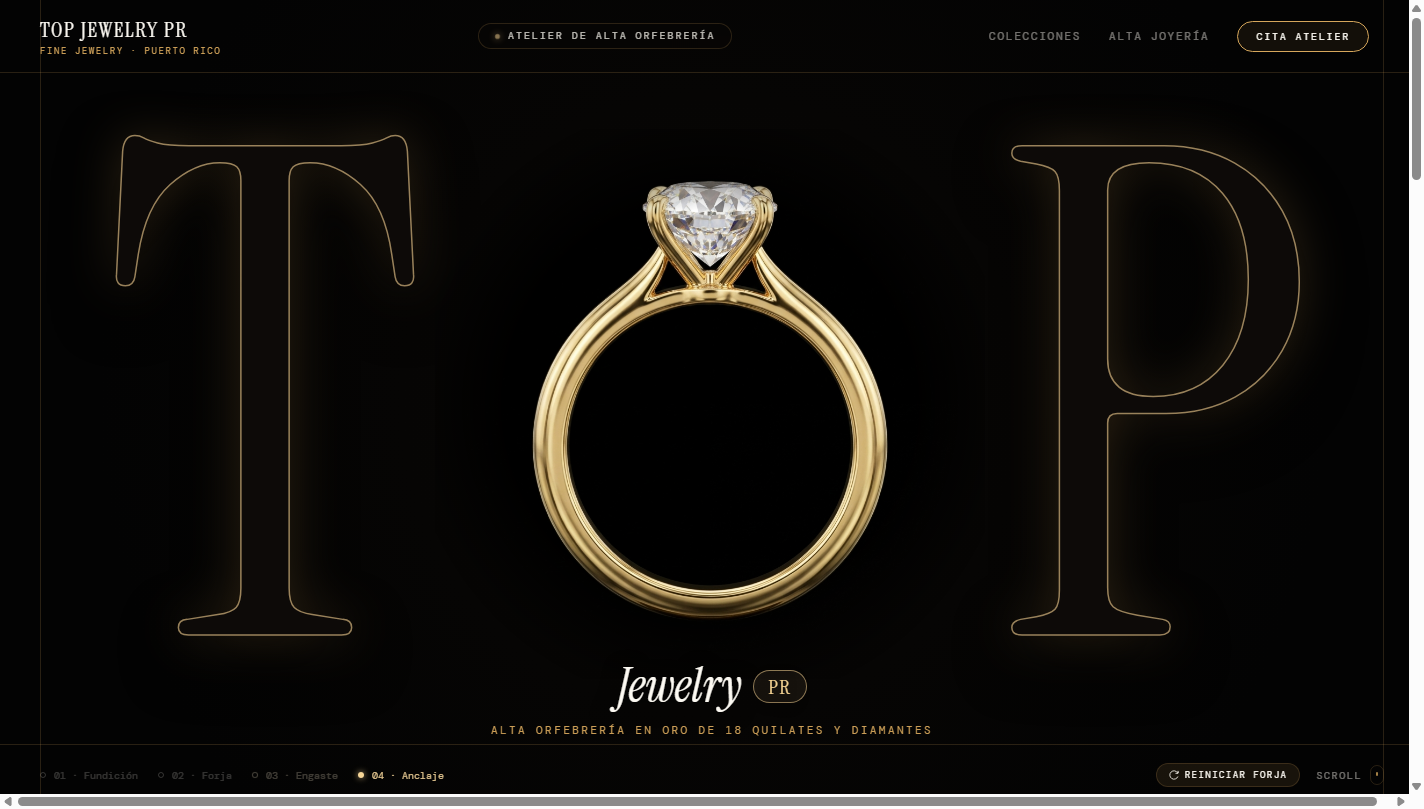 TOP JEWELRY PR
FINE JEWELRY · PUERTO RICO
ATELIER DE ALTA ORFEBRERÍA
COLECCIONES
ALTA JOYERÍA
CITA ATELIER
T P
Jewelry PR
ALTA ORFEBRERÍA EN ORO DE 18 QUILATES Y DIAMANTES
01 · Fundición
02 · Forja
03 · Engaste
04 · Anclaje
REINICIAR FORJA
SCROLL